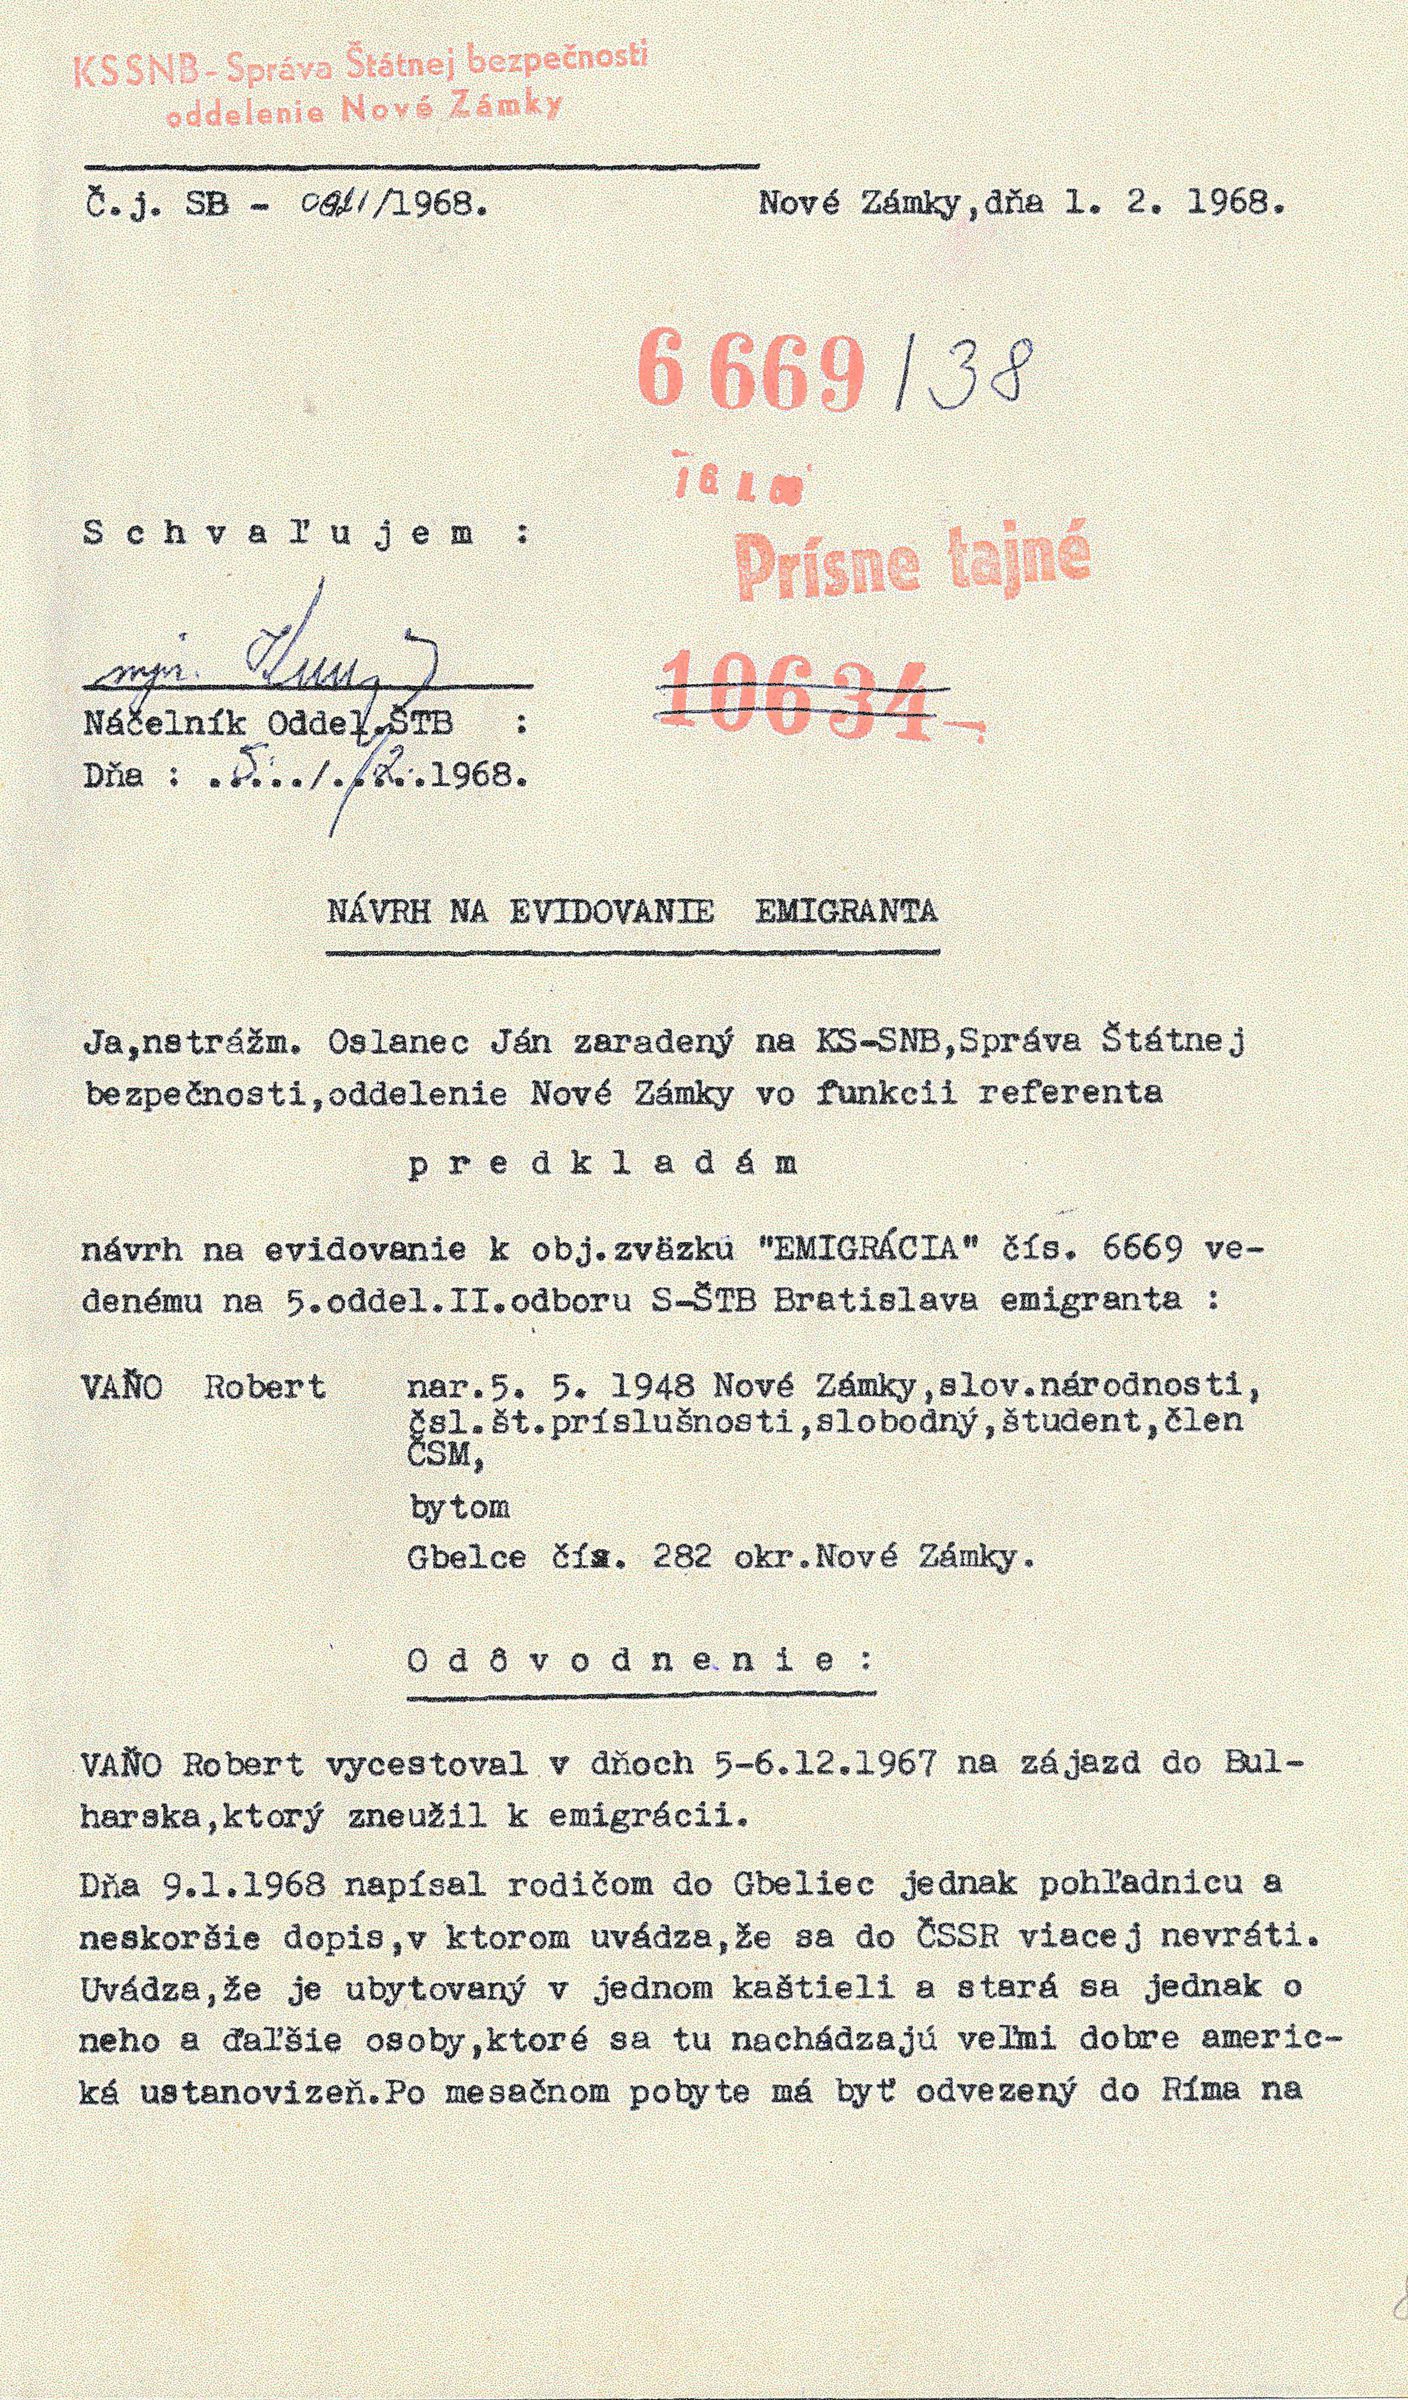 KSSNB - Správa Štátnej bezpečnosti
oddelenie Nové Zámky
Č.j. SB - /1968.
Nové Zámky,dňa 1. 2. 1968.
6669 / 38
Prísne tajné
S c h v a ľ u j e m :
mjr.
10634
Náčelník Oddel.ŠTB :
Dňa : ..5.../.2...1968.
NÁVRH NA EVIDOVANIE EMIGRANTA
Ja,nstrážm. Oslanec Ján zaradený na KS-SNB,Správa Štátnej
bezpečnosti,oddelenie Nové Zámky vo funkcii referenta
p r e d k l a d á m
návrh na evidovanie k obj.zväzku "EMIGRÁCIA" čís. 6669 ve-
denému na 5.oddel.II.odboru S-ŠTB Bratislava emigranta :
VAŇO Robert nar.5. 5. 1948 Nové Zámky,slov.národnosti,
čsl.št.príslušnosti,slobodný,študent,člen
ČSM,
bytom
Gbelce čís. 282 okr.Nové Zámky.
O d ô v o d n e n i e :
VAŇO Robert vycestoval v dňoch 5-6.12.1967 na zájazd do Bul-
harska,ktorý zneužil k emigrácii.
Dňa 9.1.1968 napísal rodičom do Gbeliec jednak pohľadnicu a
neskoršie dopis,v ktorom uvádza,že sa do ČSSR viacej nevráti.
Uvádza,že je ubytovaný v jednom kaštieli a stará sa jednak o
neho a ďaľšie osoby,ktoré sa tu nachádzajú veľmi dobre americ-
ká ustanovizeň.Po mesačnom pobyte má byť odvezený do Ríma na